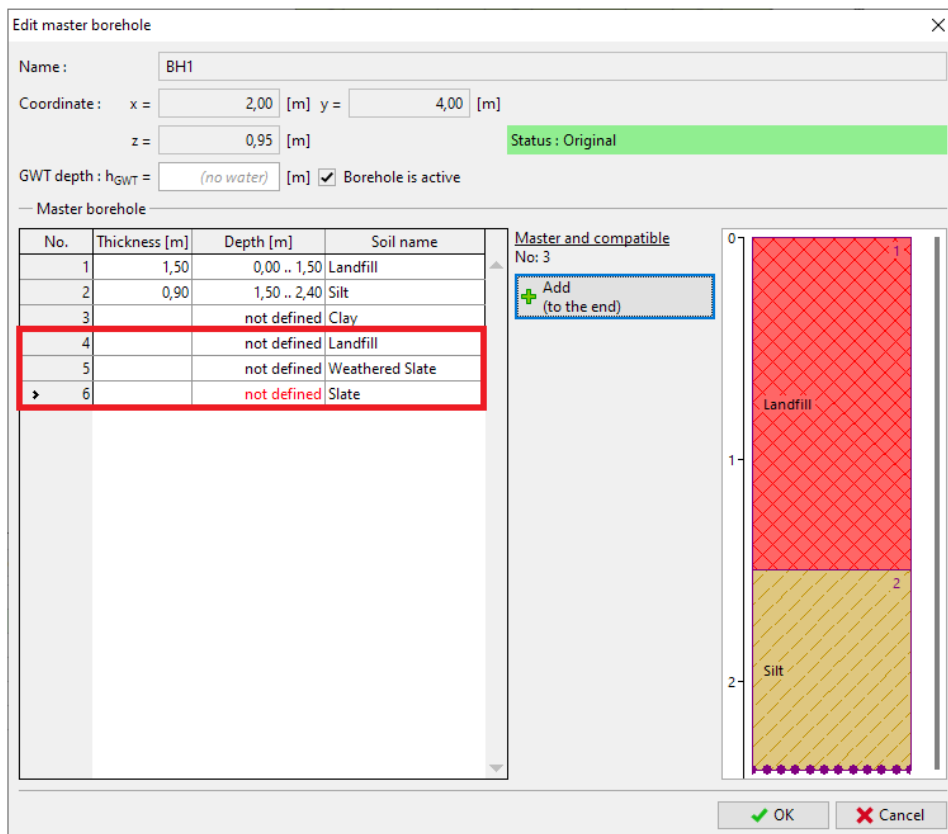 Edit master borehole
Name : BH1
Coordinate : x = 2,00 [m] y = 4,00 [m]
z = 0,95 [m]
Status : Original
GWT depth : hGWT = (no water) [m] Borehole is active
Master borehole
No. Thickness [m] Depth [m] Soil name
1 1,50 0,00 .. 1,50 Landfill
2 0,90 1,50 .. 2,40 Silt
3 not defined Clay
4 not defined Landfill
5 not defined Weathered Slate
6 not defined Slate
Master and compatible
No: 3
Add
(to the end)
0
1
Landfill
1
2
Silt
2
OK
Cancel